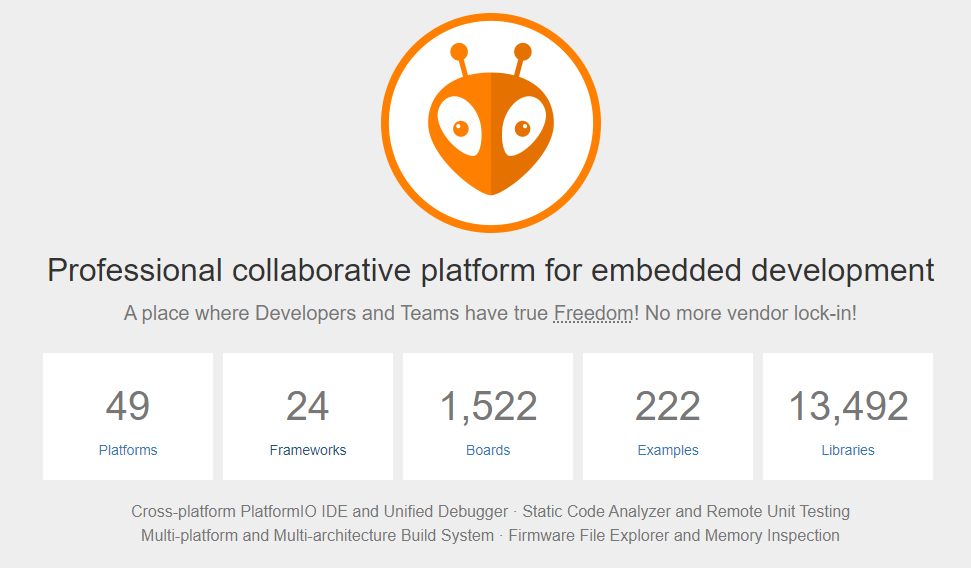 Professional collaborative platform for embedded development
A place where Developers and Teams have true Freedom! No more vendor lock-in!
49
Platforms
24
Frameworks
1,522
Boards
222
Examples
13,492
Libraries
Cross-platform PlatformIO IDE and Unified Debugger · Static Code Analyzer and Remote Unit Testing
Multi-platform and Multi-architecture Build System · Firmware File Explorer and Memory Inspection